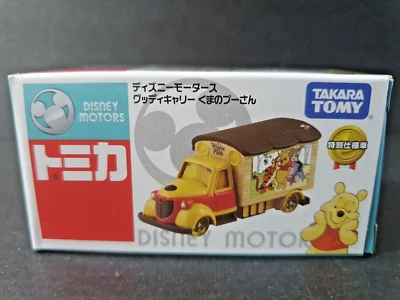 DISNEY
MOTORS
トミカ
ディズニーモータース
グッディキャリー くまのプーさん
TAKARA
TOMY
特別仕様車
DISNEY MOTORS